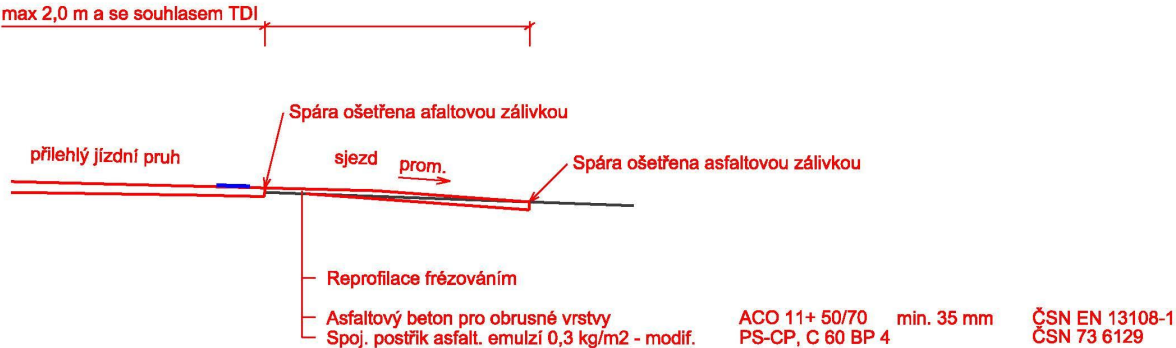 max 2,0 m a se souhlasem TDI
Spára ošetřena afaltovou zálivkou
přilehlý jízdní pruh
sjezd
prom.
Spára ošetřena asfaltovou zálivkou
Reprofilace frézováním
Asfaltový beton pro obrusné vrstvy ACO 11+ 50/70 min. 35 mm ČSN EN 13108-1
Spoj. postřik asfalt. emulzí 0,3 kg/m2 - modif. PS-CP, C 60 BP 4 ČSN 73 6129